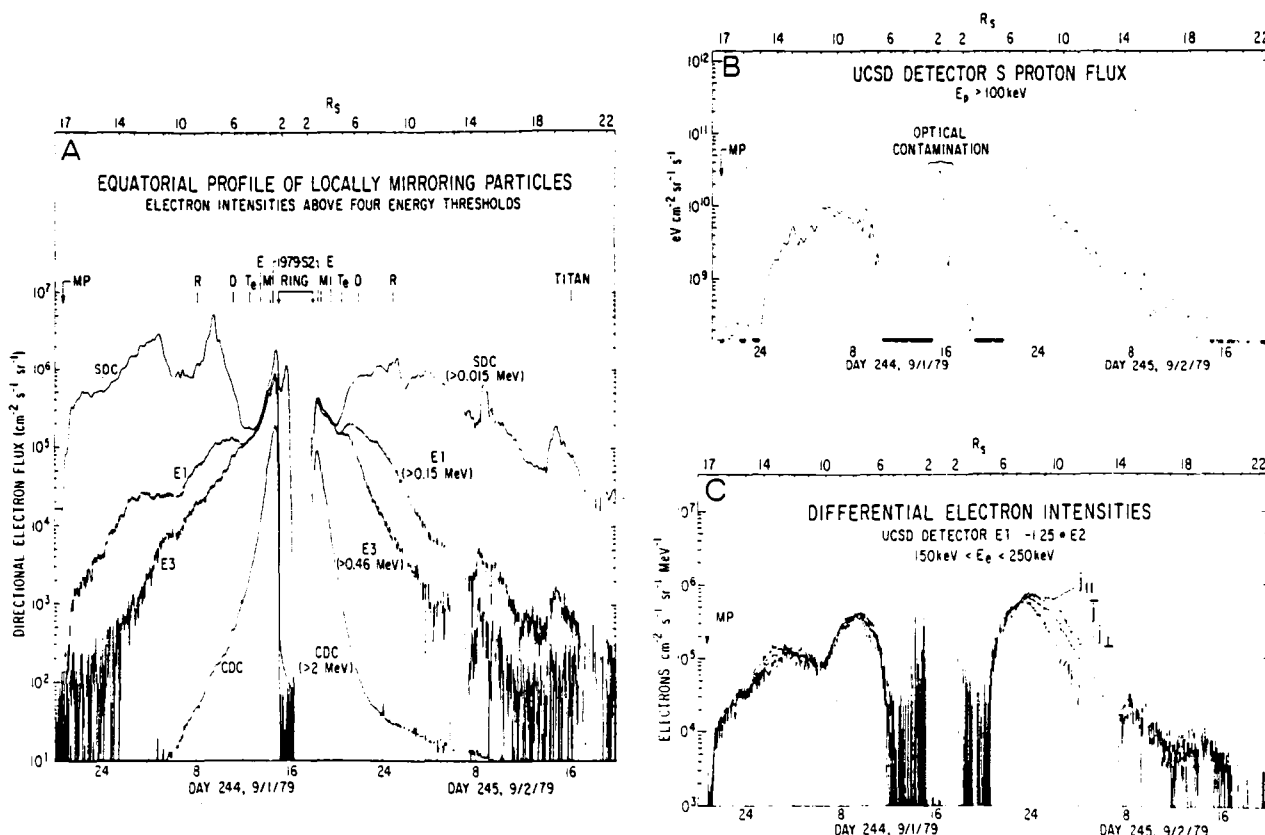 R_S
17 14 10 6 2 2 6 10 14 18 22
A
EQUATORIAL PROFILE OF LOCALLY MIRRORING PARTICLES
ELECTRON INTENSITIES ABOVE FOUR ENERGY THRESHOLDS
E 1979S2 E
MP R D T_e Mi RING Mi T_e D R TITAN
10^7
10^6
10^5
10^4
10^3
10^2
10^1
DIRECTIONAL ELECTRON FLUX (cm^-2 s^-1 sr^-1)
SDC
SDC
(>0.015 MeV)
E1
E1
(>0.15 MeV)
E3
E3
(>0.46 MeV)
CDC
CDC
(>2 MeV)
24 8 16 24 8 16
DAY 244, 9/1/79 DAY 245, 9/2/79
R_S
17 14 10 6 2 2 6 10 14 18 22
B
UCSD DETECTOR S PROTON FLUX
E_p > 100 keV
OPTICAL
CONTAMINATION
MP
10^12
10^11
10^10
10^9
eV cm^-2 sr^-1 s^-1
24 8 16 24 8 16
DAY 244, 9/1/79 DAY 245, 9/2/79
R_S
17 14 10 6 2 2 6 10 14 18 22
C
DIFFERENTIAL ELECTRON INTENSITIES
UCSD DETECTOR E1 -1.25 * E2
150 keV < E_e < 250 keV
MP
j_||
j_⊥
0^7
10^6
10^5
10^4
0^3
ELECTRONS cm^-2 s^-1 sr^-1 MeV^-1
24 8 16 24 8 16
DAY 244, 9/1/79 DAY 245, 9/2/79